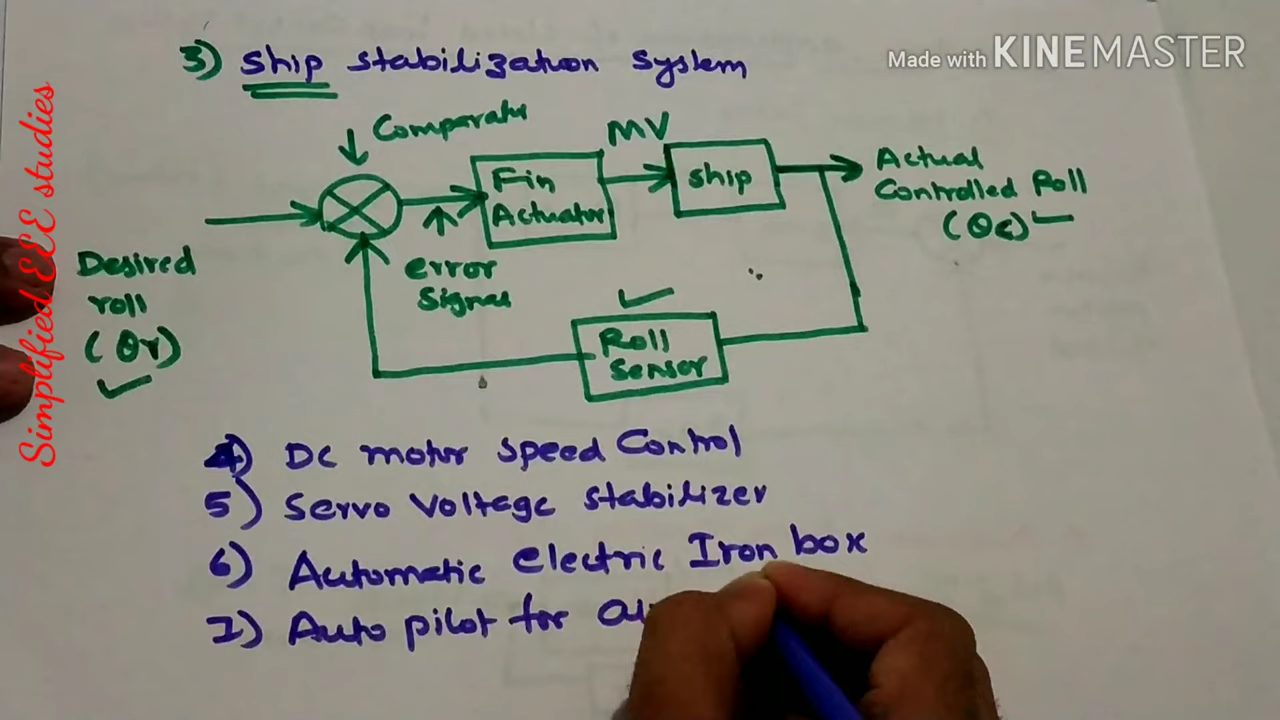 Made with KINEMASTER
Simplified EEE studies
3) Ship stabilization system
Comparator
MV
Fin
Actuator
Ship
Actual
Controlled Roll
(θc)
Desired
roll
(θr)
error
Signal
Roll
Sensor
4) DC motor speed Control
5) Servo Voltage stabilizer
6) Automatic electric Iron box
7) Auto pilot for